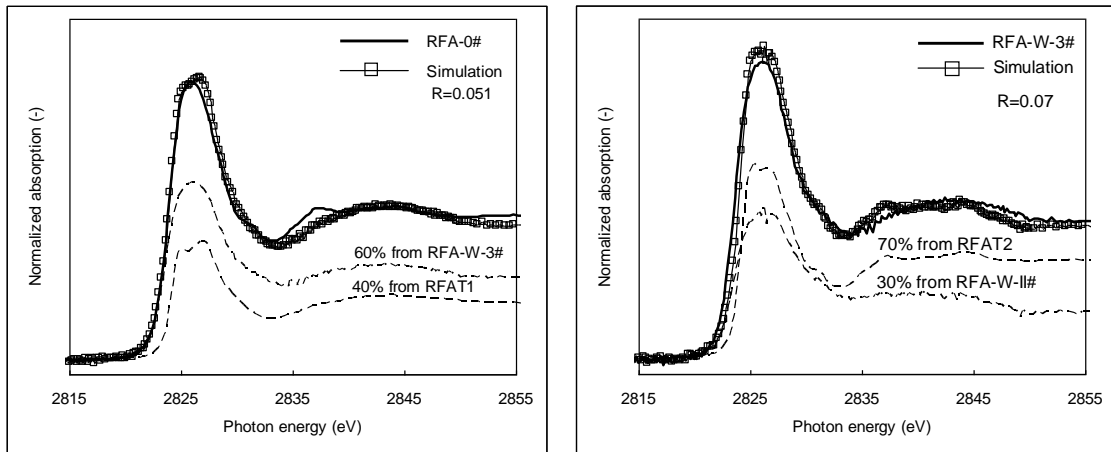 Normalized absorption (-)
RFA-0#
Simulation
R=0.051
60% from RFA-W-3#
40% from RFAT1
2815 2825 2835 2845 2855
Photon energy (eV)
Normalized absorption (-)
RFA-W-3#
Simulation
R=0.07
70% from RFAT2
30% from RFA-W-II#
2815 2825 2835 2845 2855
Photon energy (eV)